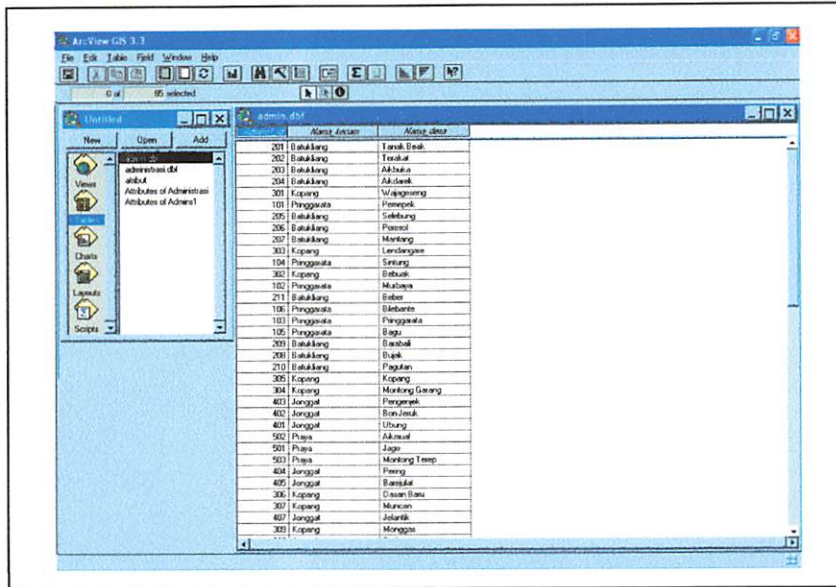 ArcView GIS 3.3
File Edit Table Field Window Help
0 of 85 selected
Untitled
New Open Add
Views
Tables
Charts
Layouts
Scripts
admin.dbf
administrasi.dbf
atribut
Attributes of Administrasi
Attributes of Admins1
admin.dbf
Nama_desa
201 Batukliang Tanak Beak
202 Batukliang Terakat
203 Batukliang Aikbuka
204 Batukliang Aikdarek
301 Kopang Wajageseng
101 Pringgarata Pemepek
205 Batukliang Selebung
206 Batukliang
207 Batukliang Mantang
303 Kopang Lendangare
104 Pringgarata Sintung
302 Kopang Bebuak
102 Pringgarata Murbaya
211 Batukliang Beber
106 Pringgarata Bilebante
103 Pringgarata Pringgarata
105 Pringgarata Bagu
209 Batukliang Barabali
208 Batukliang Bujak
210 Batukliang Pagutan
305 Kopang Kopang
304 Kopang Montong Garang
403 Jonggat Pengenjek
402 Jonggat Bon Jeruk
401 Jonggat Ubung
502 Praya Aikmual
501 Praya Jago
503 Praya Montong Terep
404 Jonggat Pering
405 Jonggat Barejulat
306 Kopang Dasan Baru
307 Kopang Muncan
407 Jonggat Jelantik
309 Kopang Monggas